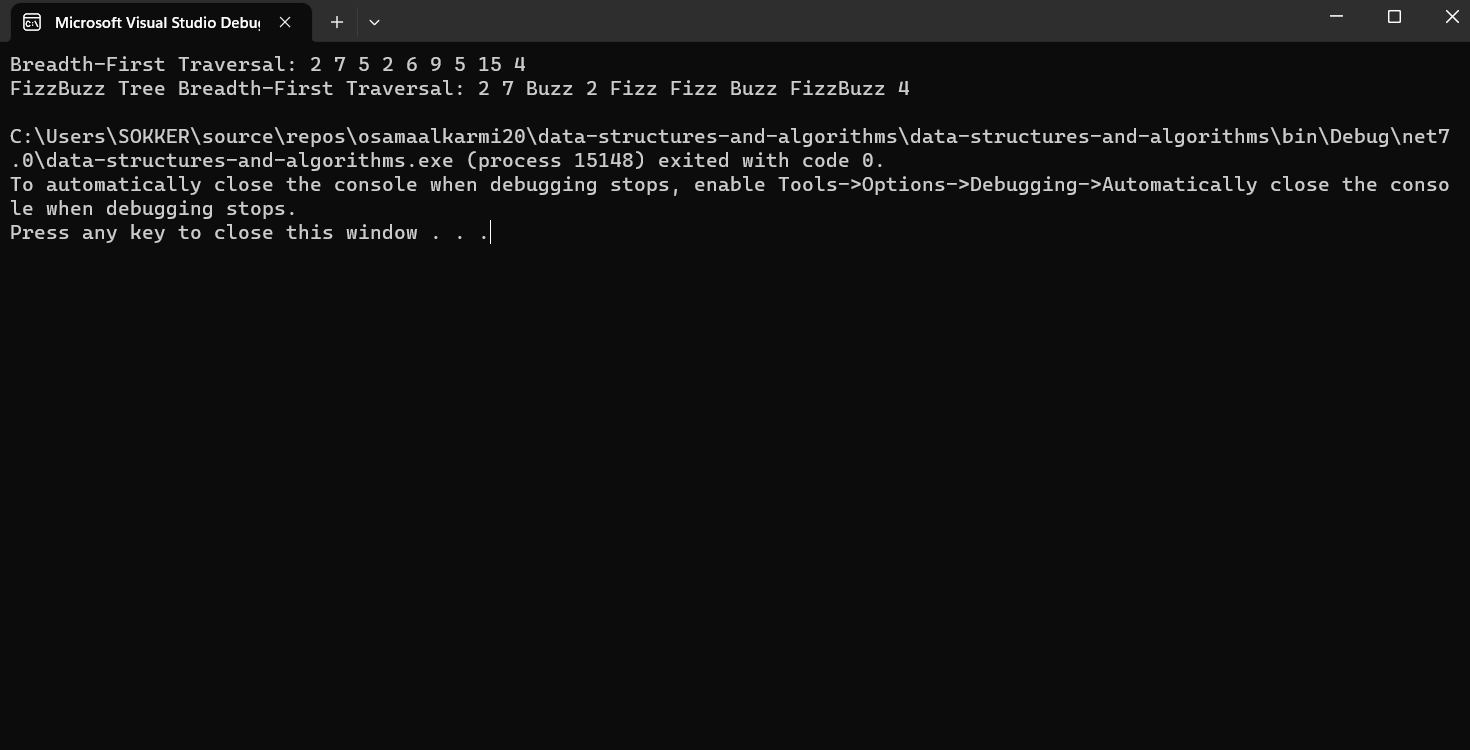 Microsoft Visual Studio Debu
Breadth-First Traversal: 2 7 5 2 6 9 5 15 4
FizzBuzz Tree Breadth-First Traversal: 2 7 Buzz 2 Fizz Fizz Buzz FizzBuzz 4
C:\Users\SOKKER\source\repos\osamaalkarmi20\data-structures-and-algorithms\data-structures-and-algorithms\bin\Debug\net7
.0\data-structures-and-algorithms.exe (process 15148) exited with code 0.
To automatically close the console when debugging stops, enable Tools->Options->Debugging->Automatically close the conso
le when debugging stops.
Press any key to close this window . . .